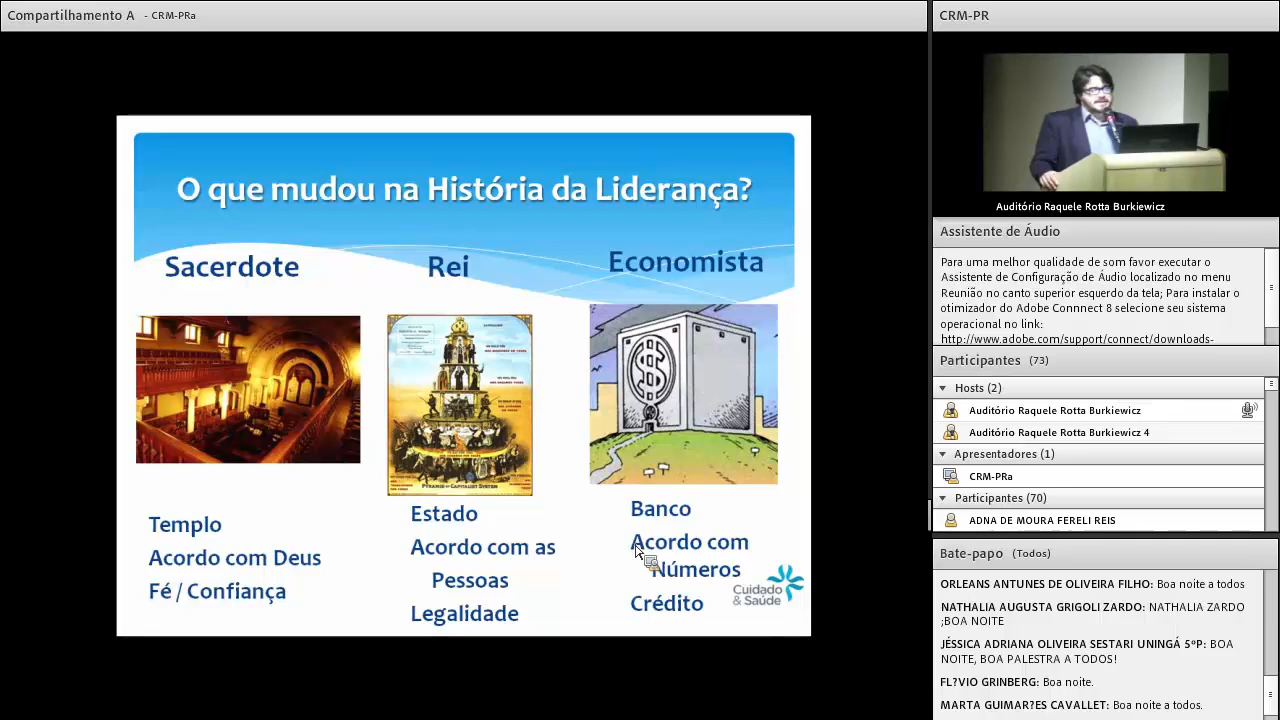 Compartilhamento A - CRM-PRa
O que mudou na História da Liderança?
Sacerdote
Rei
Economista
PYRAMID OF CAPITALIST SYSTEM
$
Templo
Acordo com Deus
Fé / Confiança
Estado
Acordo com as
Pessoas
Legalidade
Banco
Acordo com
Números
Crédito
Cuidado
& Saúde
CRM-PR
Auditório Raquele Rotta Burkiewicz
Assistente de Áudio
Para uma melhor qualidade de som favor executar o
Assistente de Configuração de Áudio localizado no menu
Reunião no canto superior esquerdo da tela; Para instalar o
otimizador do Adobe Connnect 8 selecione seu sistema
operacional no link:
http://www.adobe.com/support/connect/downloads-
Participantes (73)
Hosts (2)
Auditório Raquele Rotta Burkiewicz
Auditório Raquele Rotta Burkiewicz 4
Apresentadores (1)
CRM-PRa
Participantes (70)
ADNA DE MOURA FERELI REIS
Bate-papo (Todos)
ORLEANS ANTUNES DE OLIVEIRA FILHO: Boa noite a todos
NATHALIA AUGUSTA GRIGOLI ZARDO: NATHALIA ZARDO
;BOA NOITE
JÉSSICA ADRIANA OLIVEIRA SESTARI UNINGÁ 5ºP: BOA
NOITE, BOA PALESTRA A TODOS!
FL?VIO GRINBERG: Boa noite.
MARTA GUIMAR?ES CAVALLET: Boa noite a todos.